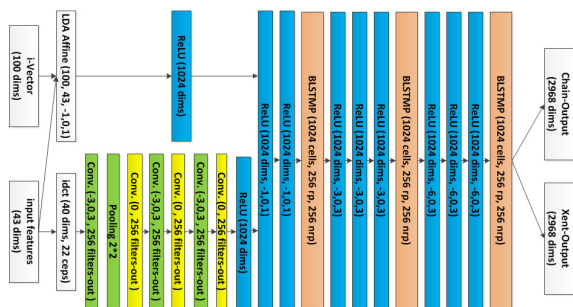 i-Vector
(100 dims)
input features
(43 dims)
LDA Affine (100, 43, -1,0,1)
idct (40 dims, 22 ceps)
Conv. (-3,0,3 , 256 filters-out )
Pooling 2*2
Conv. (0 , 256 filters-out )
Conv. (-3,0,3 , 256 filters-out )
Conv. (0 , 256 filters-out )
Conv. (-3,0,3 , 256 filters-out )
Conv. (0 , 256 filters-out )
ReLU (1024 dims)
ReLU (1024 dims)
ReLU (1024 dims, -1,0,1)
ReLU (1024 dims, -1,0,1)
BLSTMP (1024 cells, 256 rp, 256 nrp)
ReLU (1024 dims, -3,0,3)
ReLU (1024 dims, -3,0,3)
ReLU (1024 dims, -3,0,3)
BLSTMP (1024 cells, 256 rp, 256 nrp)
ReLU (1024 dims, -6,0,3)
ReLU (1024 dims, -6,0,3)
ReLU (1024 dims, -6,0,3)
BLSTMP (1024 cells, 256 rp, 256 nrp)
Chain-Output
(2968 dims)
Xent-Output
(2968 dims)